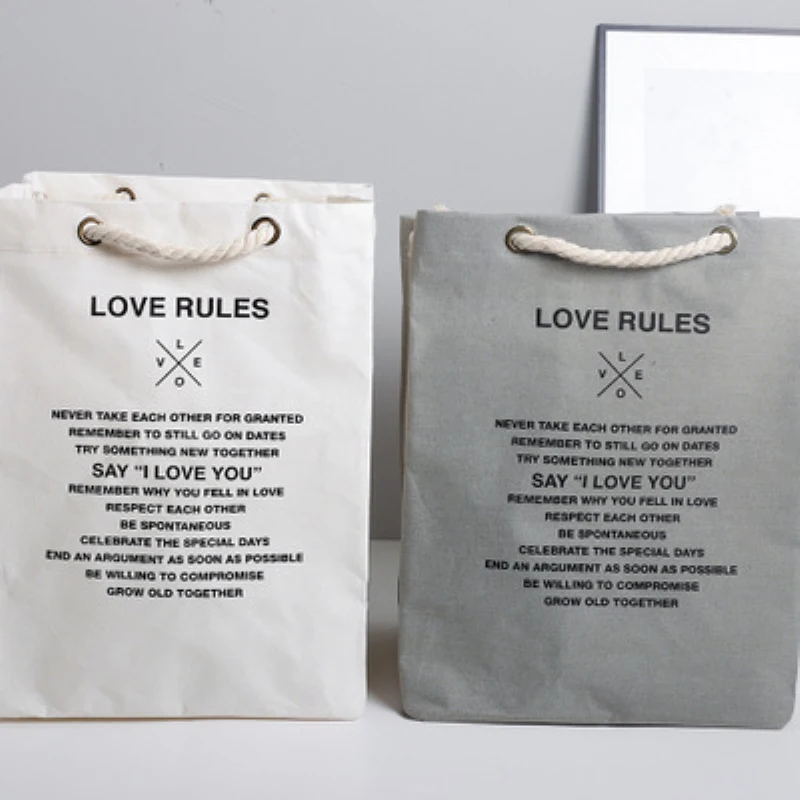 LOVE RULES
L
V E
O
NEVER TAKE EACH OTHER FOR GRANTED
REMEMBER TO STILL GO ON DATES
TRY SOMETHING NEW TOGETHER
SAY “I LOVE YOU”
REMEMBER WHY YOU FELL IN LOVE
RESPECT EACH OTHER
BE SPONTANEOUS
CELEBRATE THE SPECIAL DAYS
END AN ARGUMENT AS SOON AS POSSIBLE
BE WILLING TO COMPROMISE
GROW OLD TOGETHER
LOVE RULES
L
V E
O
NEVER TAKE EACH OTHER FOR GRANTED
REMEMBER TO STILL GO ON DATES
TRY SOMETHING NEW TOGETHER
SAY “I LOVE YOU”
REMEMBER WHY YOU FELL IN LOVE
RESPECT EACH OTHER
BE SPONTANEOUS
CELEBRATE THE SPECIAL DAYS
END AN ARGUMENT AS SOON AS POSSIBLE
BE WILLING TO COMPROMISE
GROW OLD TOGETHER